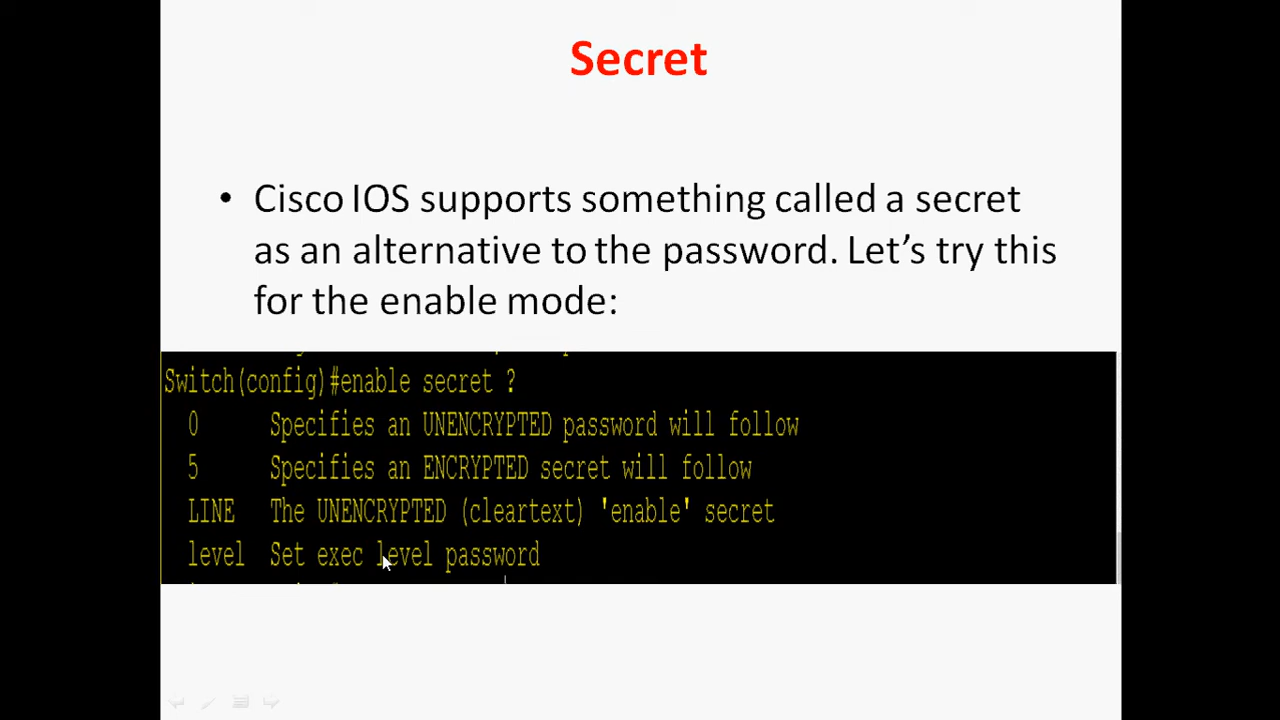 Secret
• Cisco IOS supports something called a secret
as an alternative to the password. Let’s try this
for the enable mode:
Switch(config)#enable secret ?
0 Specifies an UNENCRYPTED password will follow
5 Specifies an ENCRYPTED secret will follow
LINE The UNENCRYPTED (cleartext) 'enable' secret
level Set exec level password